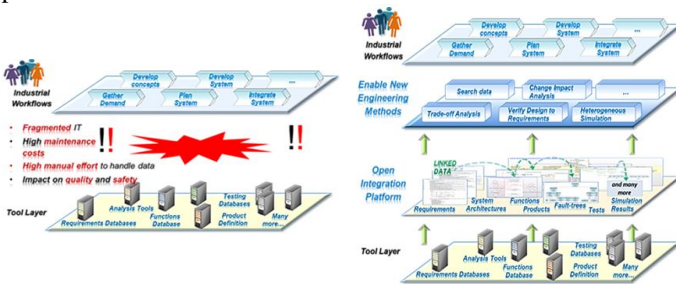 Industrial
Workflows
Develop
concepts
Develop
System
...
Gather
Demand
Plan
System
Integrate
System
• Fragmented IT
• High maintenance
costs
• High manual effort to handle data
• Impact on quality and safety
!!
!!
Tool Layer
Requirements Databases
Analysis Tools
Functions
Database
Testing
Databases
Product
Definition
Many
more...
Industrial
Workflows
Develop
concepts
Develop
System
...
Gether
Demand
Plan
System
Integrate
System
Enable New
Engineering
Methods
Search data
Change Impact
Analysis
...
Trade-off Analysis
Verify Design to
Requirements
Heterogeneous
Simulation
Open
Integration
Platform
LINKED
DATA
Requirements
System
Architectures
Functions
Products
Fault-trees
Tests
and many
more
Simulation
Results
Tool Layer
Requirements Databases
Analysis Tools
Functions
Database
Testing
Databases
Product
Definition
Many
more...